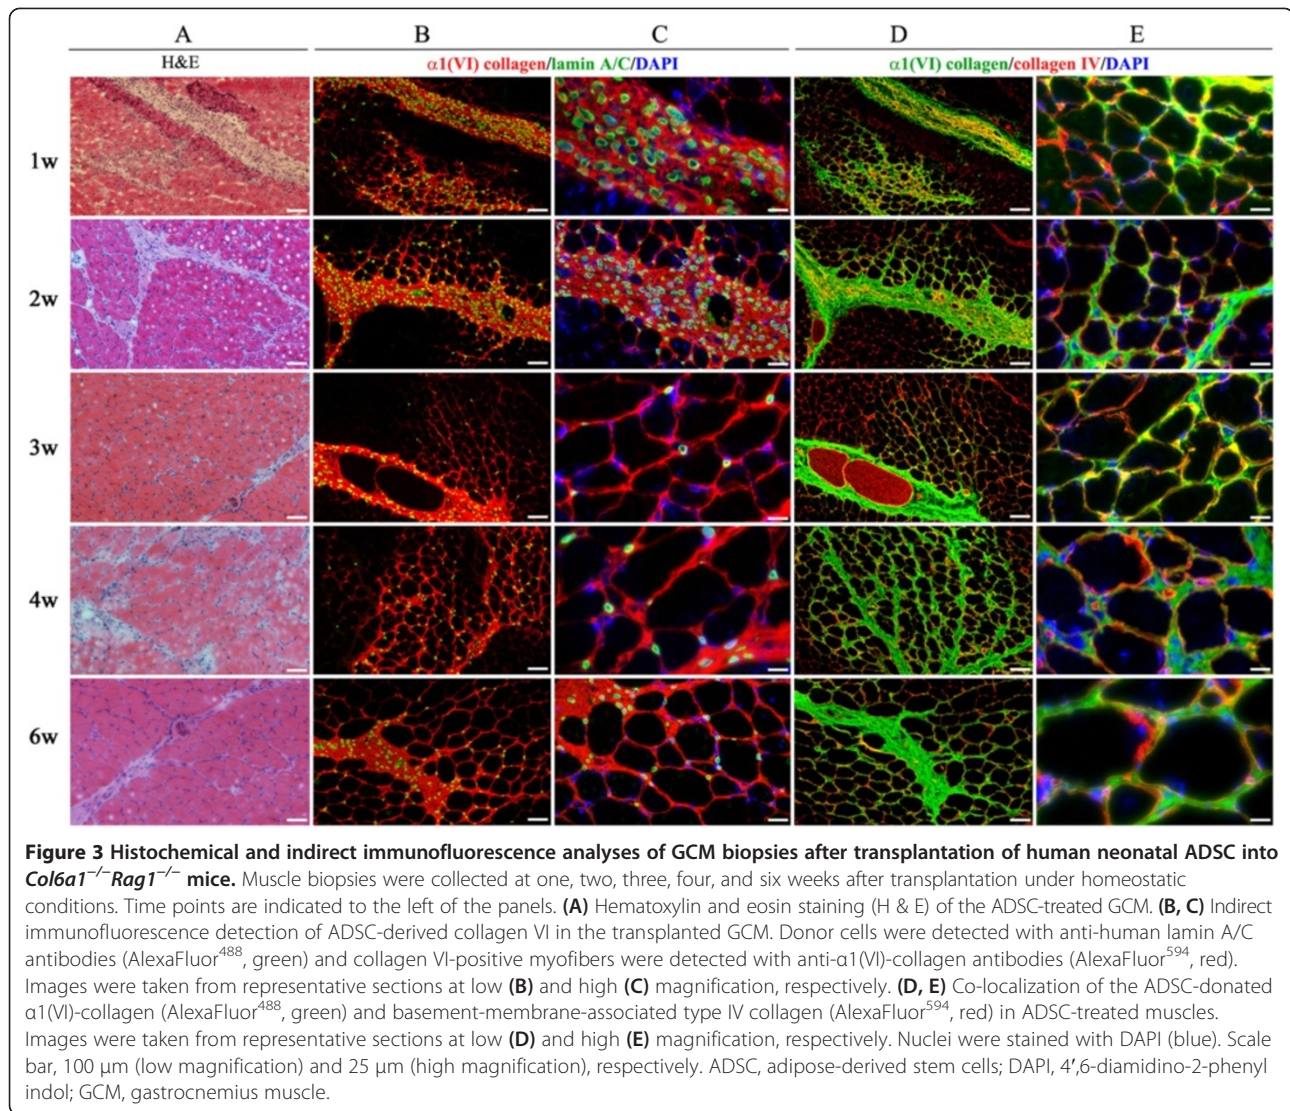 A B C D E
H&E α1(VI) collagen/lamin A/C/DAPI α1(VI) collagen/collagen IV/DAPI
1w
2w
3w
4w
6w
Figure 3 Histochemical and indirect immunofluorescence analyses of GCM biopsies after transplantation of human neonatal ADSC into
Col6a1⁻/⁻Rag1⁻/⁻ mice. Muscle biopsies were collected at one, two, three, four, and six weeks after transplantation under homeostatic
conditions. Time points are indicated to the left of the panels. (A) Hematoxylin and eosin staining (H & E) of the ADSC-treated GCM. (B, C) Indirect
immunofluorescence detection of ADSC-derived collagen VI in the transplanted GCM. Donor cells were detected with anti-human lamin A/C
antibodies (AlexaFluor⁴⁸⁸, green) and collagen VI-positive myofibers were detected with anti-α1(VI)-collagen antibodies (AlexaFluor⁵⁹⁴, red).
Images were taken from representative sections at low (B) and high (C) magnification, respectively. (D, E) Co-localization of the ADSC-donated
α1(VI)-collagen (AlexaFluor⁴⁸⁸, green) and basement-membrane-associated type IV collagen (AlexaFluor⁵⁹⁴, red) in ADSC-treated muscles.
Images were taken from representative sections at low (D) and high (E) magnification, respectively. Nuclei were stained with DAPI (blue). Scale
bar, 100 μm (low magnification) and 25 μm (high magnification), respectively. ADSC, adipose-derived stem cells; DAPI, 4′,6-diamidino-2-phenyl
indol; GCM, gastrocnemius muscle.